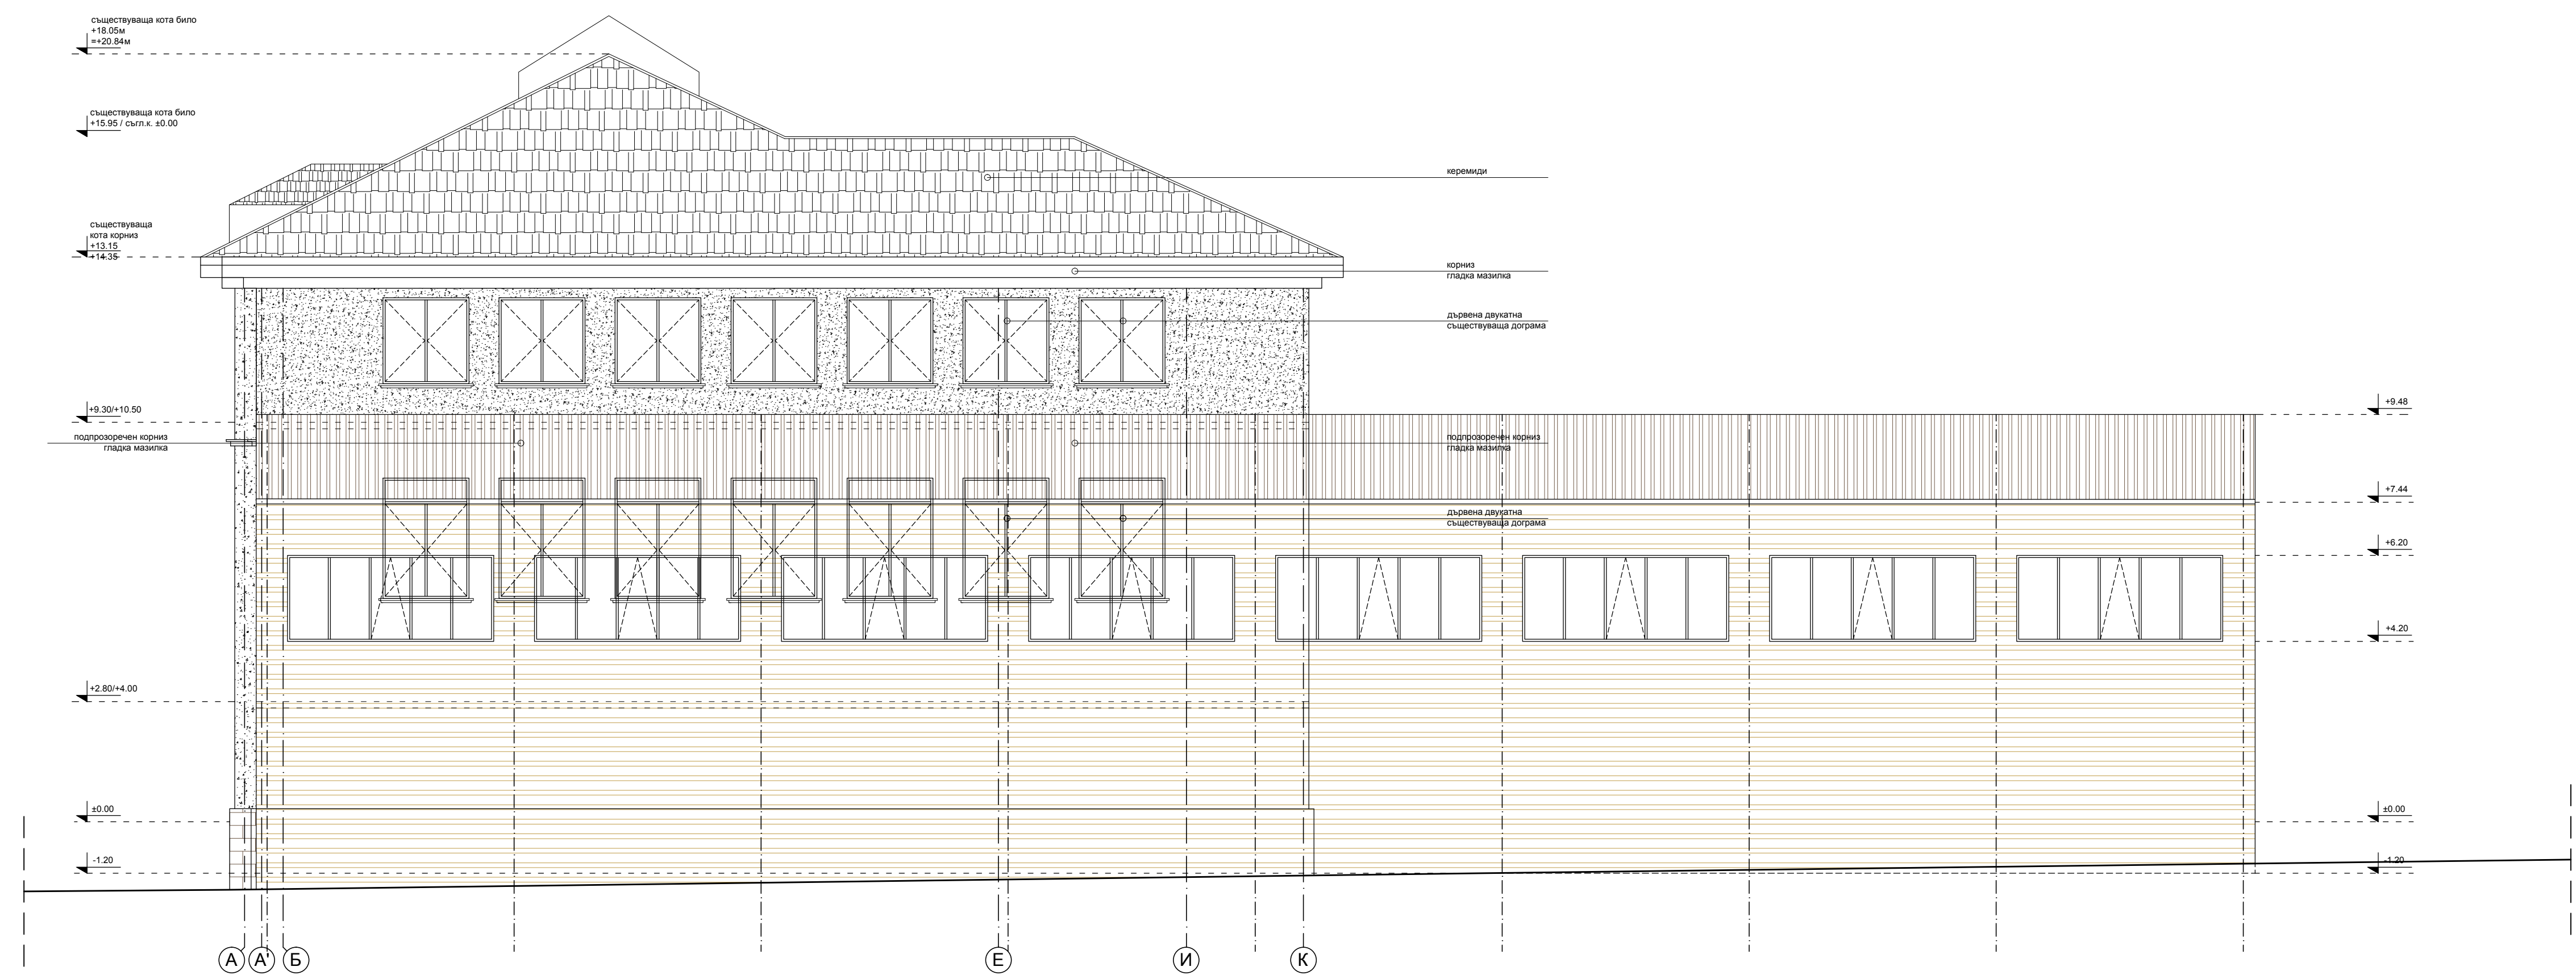 съществуваща кота било
+18.05м
=+20.84м
съществуваща кота било
+15.95 / съгл.к. ±0.00
керемиди
съществуваща
кота корниз
+13.15
+14.35
корниз
гладка мазилка
дървена двукатна
съществуваща дограма
+9.30/+10.50
+9.48
подпрозоречен корниз
гладка мазилка
подпрозоречен корниз
гладка мазилка
+7.44
дървена двукатна
съществуваща дограма
+6.20
+4.20
+2.80/+4.00
±0.00
±0.00
-1.20
-1.20
А
А'
Б
Е
И
К